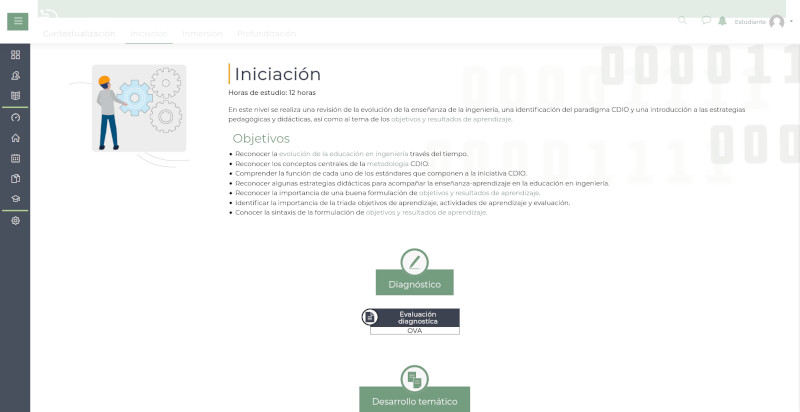 Contextualización Iniciación Inmersión Profundización
Estudiante
Iniciación
Horas de estudio: 12 horas
En este nivel se realiza una revisión de la evolución de la enseñanza de la ingeniería, una identificación del paradigma CDIO y una introducción a las estrategias
pedagógicas y didácticas, así como al tema de los objetivos y resultados de aprendizaje.
Objetivos
Reconocer la evolución de la educación en ingeniería través del tiempo.
Reconocer los conceptos centrales de la metodología CDIO.
Comprender la función de cada uno de los estándares que componen a la iniciativa CDIO.
Reconocer algunas estrategias didácticas para acompañar la enseñanza-aprendizaje en la educación en ingeniería.
Reconocer la importancia de una buena formulación de objetivos y resultados de aprendizaje.
Identificar la importancia de la triada objetivos de aprendizaje, actividades de aprendizaje y evaluación.
Conocer la sintaxis de la formulación de objetivos y resultados de aprendizaje.
Diagnóstico
Evaluación
diagnostica
OVA
Desarrollo temático